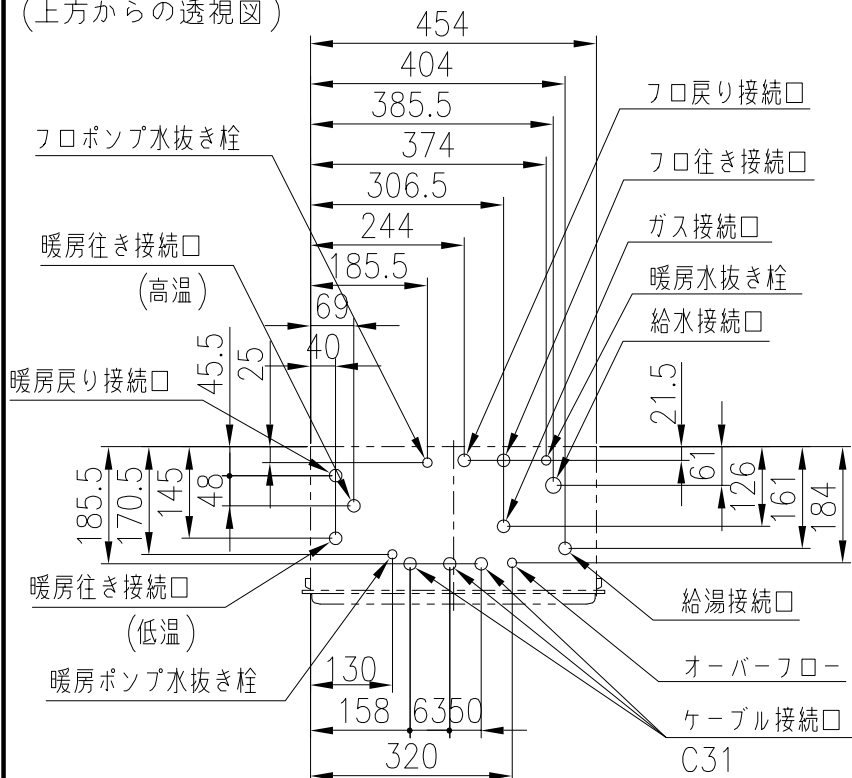 (上方からの透視図)
454
404
385.5
374
306.5
244
185.5
69
40
フロ戻り接続口
フロポンプ水抜き栓
フロ往き接続口
暖房往き接続口
(高温)
ガス接続口
暖房水抜き栓
給水接続口
45.5
25
暖房戻り接続口
21.5
61
185.5
170.5
145
48
126
161
184
暖房往き接続口
(低温)
給湯接続口
暖房ポンプ水抜き栓
130
オーバーフロー
158
63
50
ケーブル接続口
320
C31